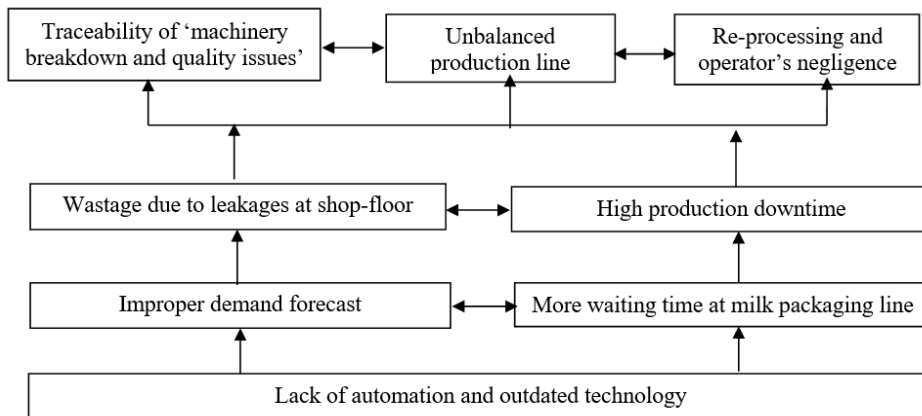 Traceability of ‘machinery
breakdown and quality issues’
Unbalanced
production line
Re-processing and
operator’s negligence
Wastage due to leakages at shop-floor
High production downtime
Improper demand forecast
More waiting time at milk packaging line
Lack of automation and outdated technology